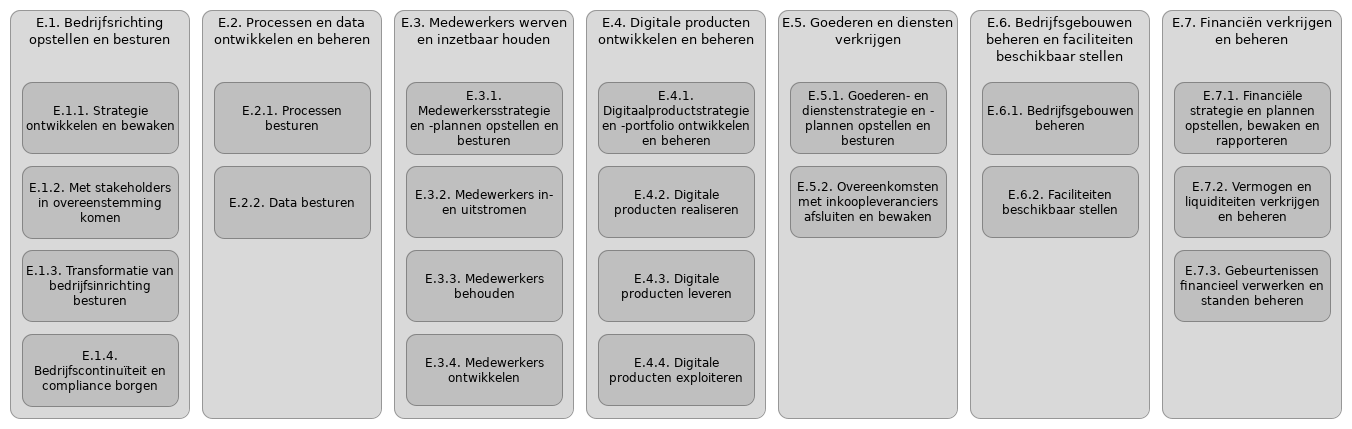 E.1. Bedrijfsrichting
opstellen en besturen
E.1.1. Strategie
ontwikkelen en bewaken
E.1.2. Met stakeholders
in overeenstemming
komen
E.1.3. Transformatie van
bedrijfsinrichting
besturen
E.1.4.
Bedrijfscontinuïteit en
compliance borgen
E.2. Processen en data
ontwikkelen en beheren
E.2.1. Processen
besturen
E.2.2. Data besturen
E.3. Medewerkers werven
en inzetbaar houden
E.3.1.
Medewerkersstrategie
en -plannen opstellen en
besturen
E.3.2. Medewerkers in-
en uitstromen
E.3.3. Medewerkers
behouden
E.3.4. Medewerkers
ontwikkelen
E.4. Digitale producten
ontwikkelen en beheren
E.4.1.
Digitaalproductstrategie
en -portfolio ontwikkelen
en beheren
E.4.2. Digitale
producten realiseren
E.4.3. Digitale
producten leveren
E.4.4. Digitale
producten exploiteren
E.5. Goederen en diensten
verkrijgen
E.5.1. Goederen- en
dienstenstrategie en -
plannen opstellen en
besturen
E.5.2. Overeenkomsten
met inkoopleveranciers
afsluiten en bewaken
E.6. Bedrijfsgebouwen
beheren en faciliteiten
beschikbaar stellen
E.6.1. Bedrijfsgebouwen
beheren
E.6.2. Faciliteiten
beschikbaar stellen
E.7. Financiën verkrijgen
en beheren
E.7.1. Financiële
strategie en plannen
opstellen, bewaken en
rapporteren
E.7.2. Vermogen en
liquiditeiten verkrijgen
en beheren
E.7.3. Gebeurtenissen
financieel verwerken en
standen beheren